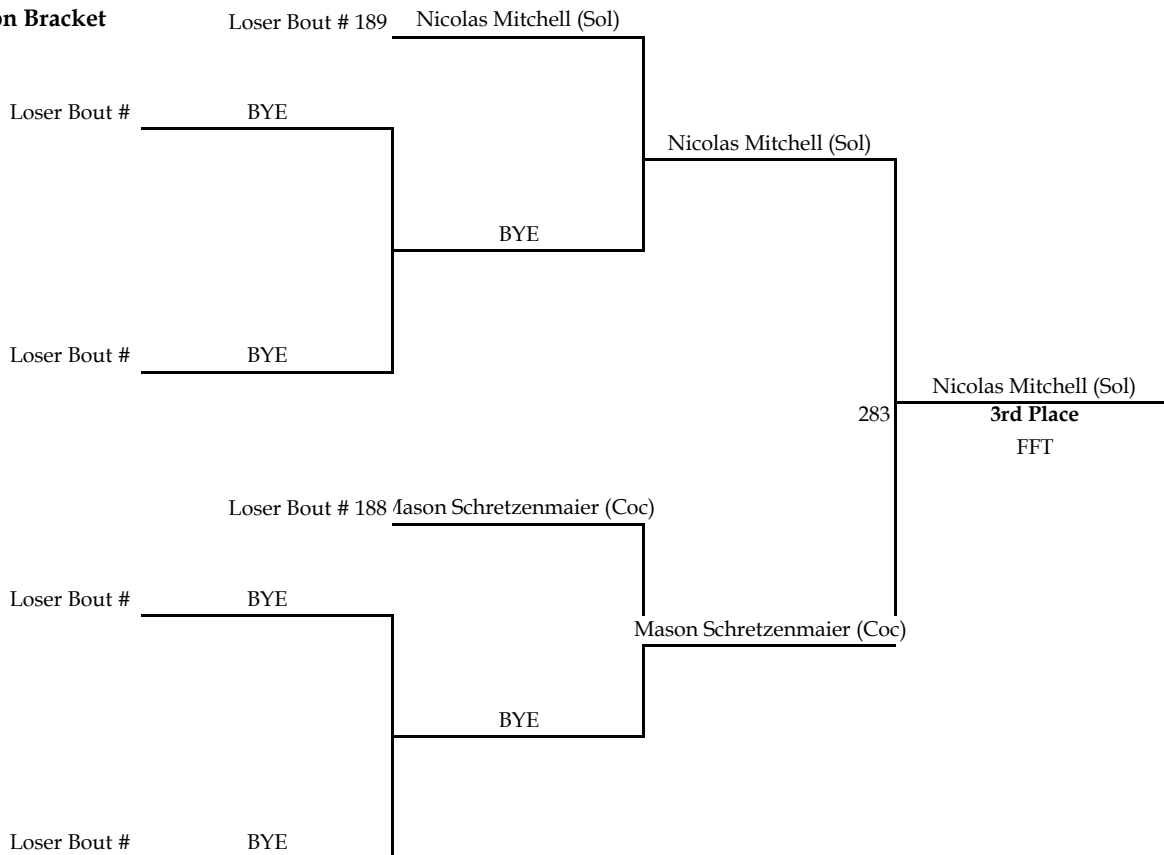 on Bracket
Loser Bout # 189 Nicolas Mitchell (Sol)
Loser Bout # BYE
Nicolas Mitchell (Sol)
BYE
Loser Bout # BYE
Nicolas Mitchell (Sol)
283 3rd Place
FFT
Loser Bout # 188 Mason Schretzenmaier (Coc)
Loser Bout # BYE
Mason Schretzenmaier (Coc)
BYE
Loser Bout # BYE